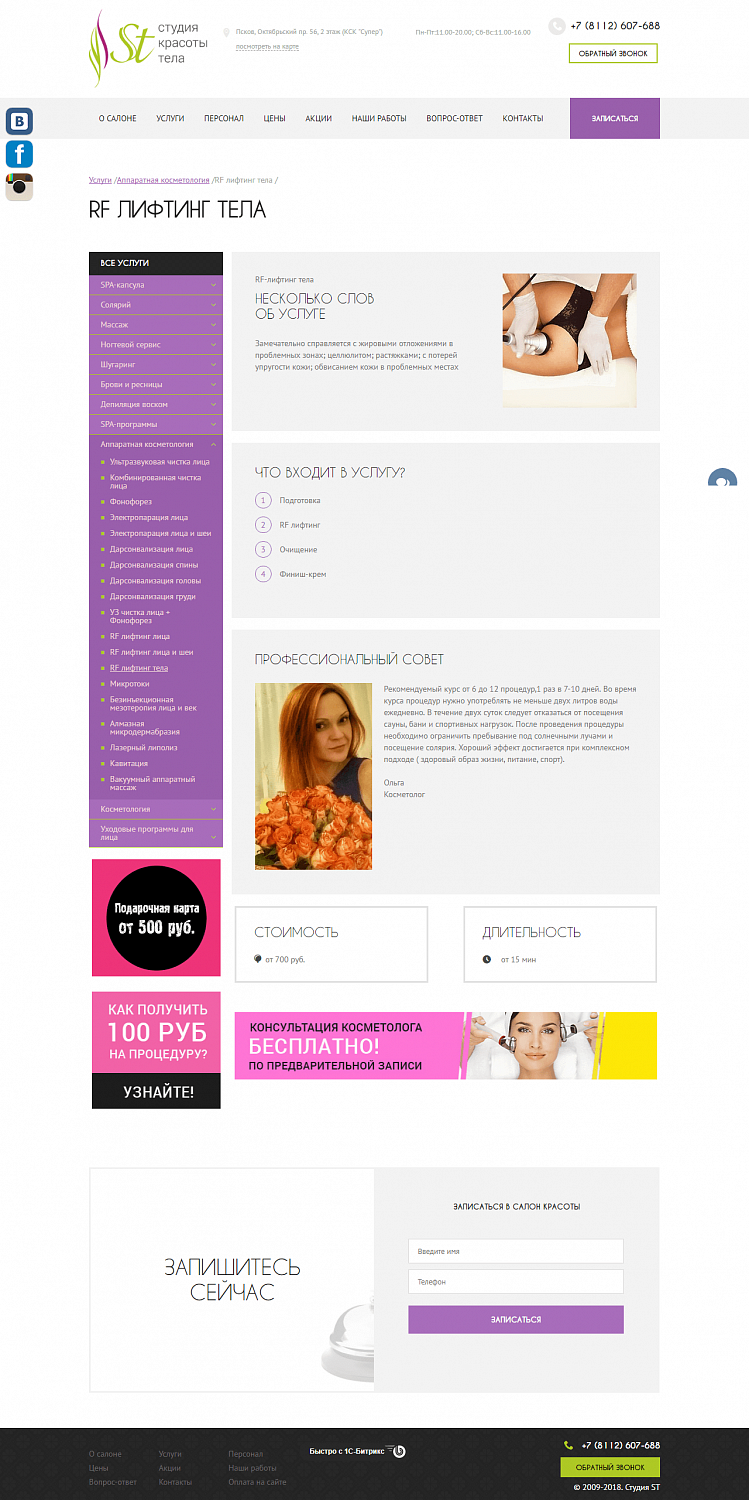 St
студия
красоты
тела
Псков, Октябрьский пр. 56, 2 этаж (КСК "Супер")
посмотреть на карте
Пн-Пт:11.00-20.00; Сб-Вс:11.00-16.00
+7 (8112) 607-688
ОБРАТНЫЙ ЗВОНОК
О САЛОНЕ УСЛУГИ ПЕРСОНАЛ ЦЕНЫ АКЦИИ НАШИ РАБОТЫ ВОПРОС-ОТВЕТ КОНТАКТЫ ЗАПИСАТЬСЯ
Услуги /Аппаратная косметология /RF лифтинг тела /
RF ЛИФТИНГ ТЕЛА
ВСЕ УСЛУГИ
SPA-капсула
Солярий
Массаж
Ногтевой сервис
Шугаринг
Брови и ресницы
Депиляция воском
SPA-программы
Аппаратная косметология
Ультразвуковая чистка лица
Комбинированная чистка
лица
Фонофорез
Электропарация лица
Электропарация лица и шеи
Дарсонвализация лица
Дарсонвализация спины
Дарсонвализация головы
Дарсонвализация груди
УЗ чистка лица +
Фонофорез
RF лифтинг лица
RF лифтинг лица и шеи
RF лифтинг тела
Микротоки
Безинъекционная
мезотерапия лица и век
Алмазная
микродермабразия
Лазерный липолиз
Кавитация
Вакуумный аппаратный
массаж
Косметология
Уходовые программы для
лица
Подарочная карта
от 500 руб.
КАК ПОЛУЧИТЬ
100 РУБ
НА ПРОЦЕДУРУ?
УЗНАЙТЕ!
RF-лифтинг тела
НЕСКОЛЬКО СЛОВ
ОБ УСЛУГЕ
Замечательно справляется с жировыми отложениями в
проблемных зонах; целлюлитом; растяжками; с потерей
упругости кожи; обвисанием кожи в проблемных местах
ЧТО ВХОДИТ В УСЛУГУ?
1 Подготовка
2 RF лифтинг
3 Очищение
4 Финиш-крем
ПРОФЕССИОНАЛЬНЫЙ СОВЕТ
Рекомендуемый курс от 6 до 12 процедур,1 раз в 7-10 дней. Во время
курса процедур нужно употреблять не меньше двух литров воды
ежедневно. В течение двух суток следует отказаться от посещения
сауны, бани и спортивных нагрузок. После проведения процедуры
необходимо ограничить пребывание под солнечными лучами и
посещение солярия. Хороший эффект достигается при комплексном
подходе ( здоровый образ жизни, питание, спорт).
Ольга
Косметолог
СТОИМОСТЬ
от 700 руб.
ДЛИТЕЛЬНОСТЬ
от 15 мин
КОНСУЛЬТАЦИЯ КОСМЕТОЛОГА
БЕСПЛАТНО!
ПО ПРЕДВАРИТЕЛЬНОЙ ЗАПИСИ
ЗАПИШИТЕСЬ
СЕЙЧАС
ЗАПИСАТЬСЯ В САЛОН КРАСОТЫ
Введите имя
Телефон
ЗАПИСАТЬСЯ
О салоне Услуги Персонал
Цены Акции Наши работы
Вопрос-ответ Контакты Оплата на сайте
Быстро с 1С-Битрикс
+7 (8112) 607-688
ОБРАТНЫЙ ЗВОНОК
© 2009-2018. Студия ST